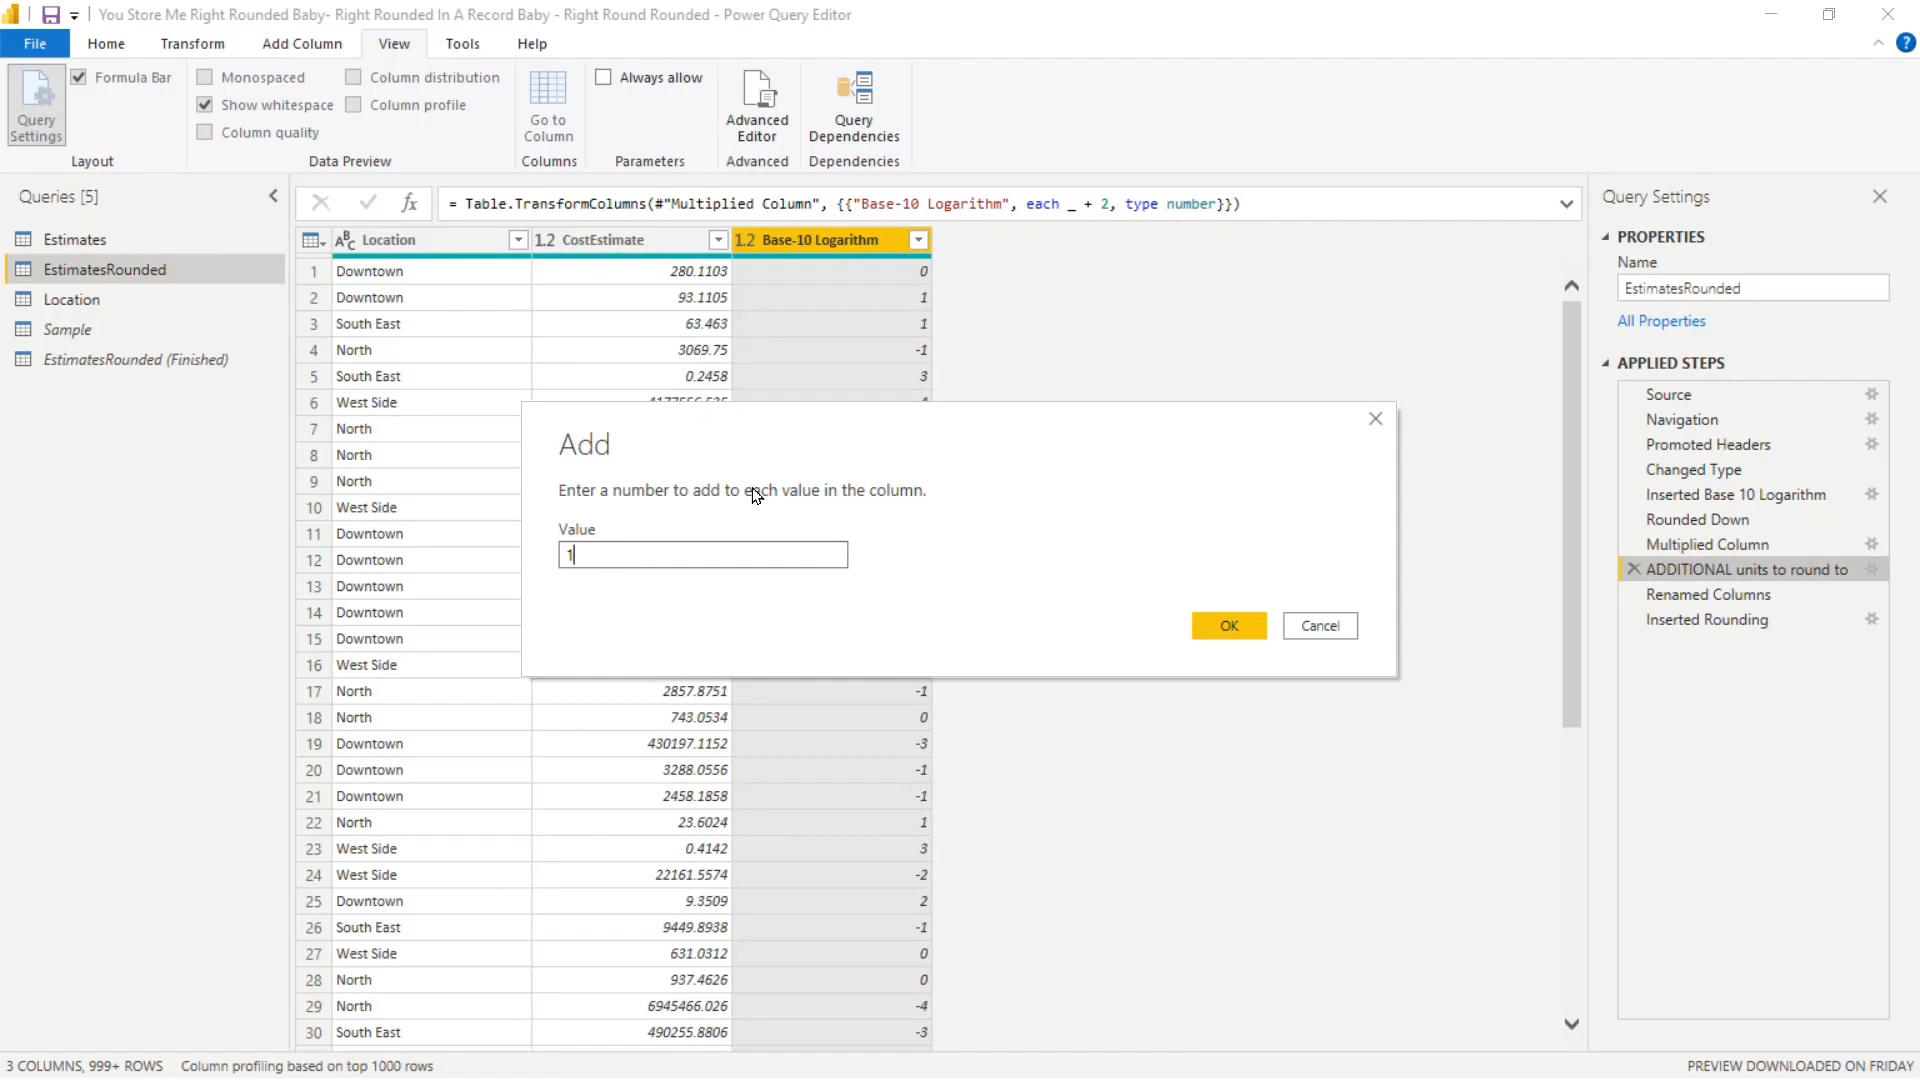 You Store Me Right Rounded Baby- Right Rounded In A Record Baby - Right Round Rounded - Power Query Editor
File Home Transform Add Column View Tools Help
Query Settings
Formula Bar
Layout
Monospaced
Show whitespace
Column quality
Column distribution
Column profile
Data Preview
Go to Column
Columns
Always allow
Parameters
Advanced Editor
Advanced
Query Dependencies
Dependencies
Queries [5]
Estimates
EstimatesRounded
Location
Sample
EstimatesRounded (Finished)
fx = Table.TransformColumns(#"Multiplied Column", {{"Base-10 Logarithm", each _ + 2, type number}})
ABC Location 1.2 CostEstimate 1.2 Base-10 Logarithm
1 Downtown 280.1103 0
2 Downtown 93.1105 1
3 South East 63.463 1
4 North 3069.75 -1
5 South East 0.2458 3
6 West Side
7 North
8 North
9 North
10 West Side
11 Downtown
12 Downtown
13 Downtown
14 Downtown
15 Downtown
16 West Side
17 North 2857.8751 -1
18 North 743.0534 0
19 Downtown 430197.1152 -3
20 Downtown 3288.0556 -1
21 Downtown 2458.1858 -1
22 North 23.6024 1
23 West Side 0.4142 3
24 West Side 22161.5574 -2
25 Downtown 9.3509 2
26 South East 9449.8938 -1
27 West Side 631.0312 0
28 North 937.4626 0
29 North 6945466.026 -4
30 South East 490255.8806 -3
Add
Enter a number to add to each value in the column.
Value
1
OK Cancel
Query Settings
PROPERTIES
Name
EstimatesRounded
All Properties
APPLIED STEPS
Source
Navigation
Promoted Headers
Changed Type
Inserted Base 10 Logarithm
Rounded Down
Multiplied Column
ADDITIONAL units to round to
Renamed Columns
Inserted Rounding
3 COLUMNS, 999+ ROWS Column profiling based on top 1000 rows
PREVIEW DOWNLOADED ON FRIDAY